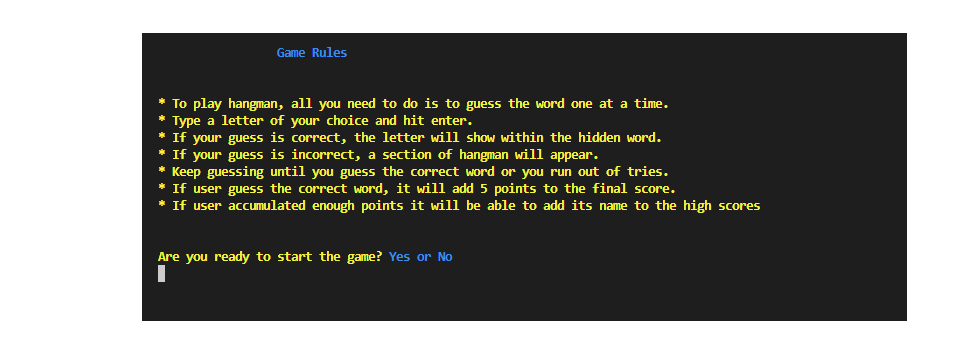 Game Rules
* To play hangman, all you need to do is to guess the word one at a time.
* Type a letter of your choice and hit enter.
* If your guess is correct, the letter will show within the hidden word.
* If your guess is incorrect, a section of hangman will appear.
* Keep guessing until you guess the correct word or you run out of tries.
* If user guess the correct word, it will add 5 points to the final score.
* If user accumulated enough points it will be able to add its name to the high scores
Are you ready to start the game? Yes or No